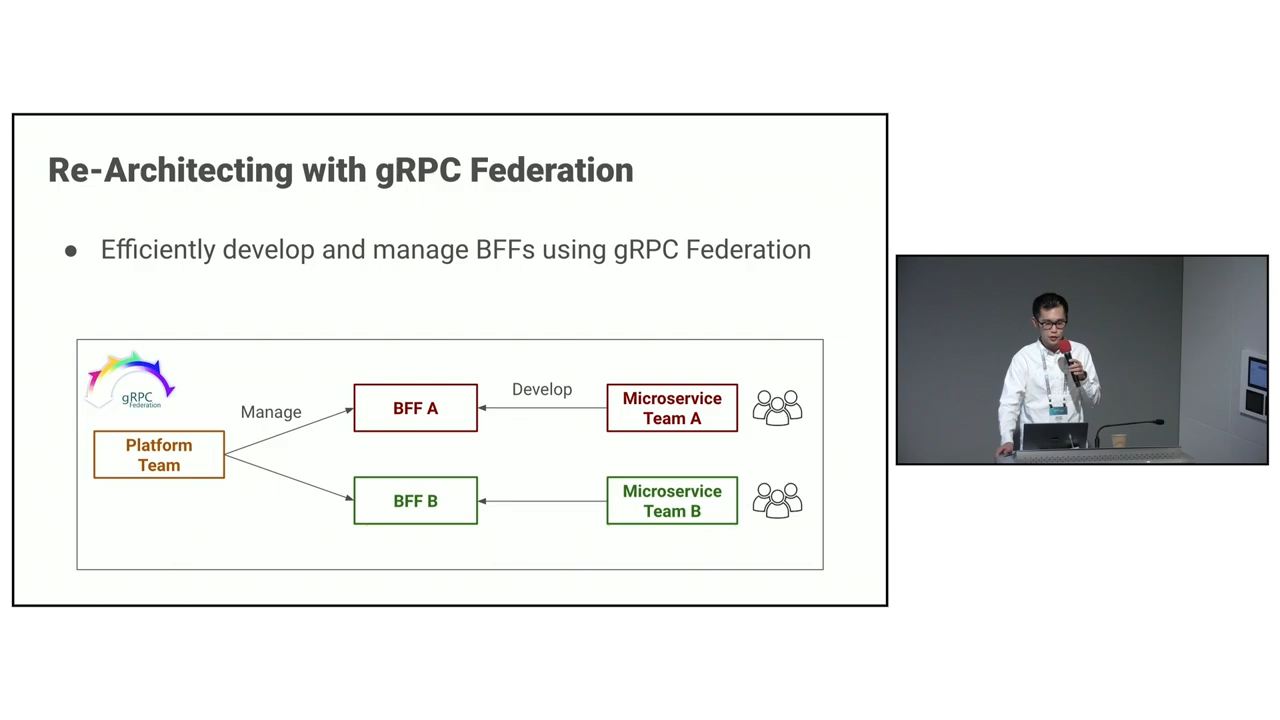 Re-Architecting with gRPC Federation
● Efficiently develop and manage BFFs using gRPC Federation
gRPC
Federation
Manage
Platform
Team
BFF A
Develop
Microservice
Team A
BFF B
Microservice
Team B